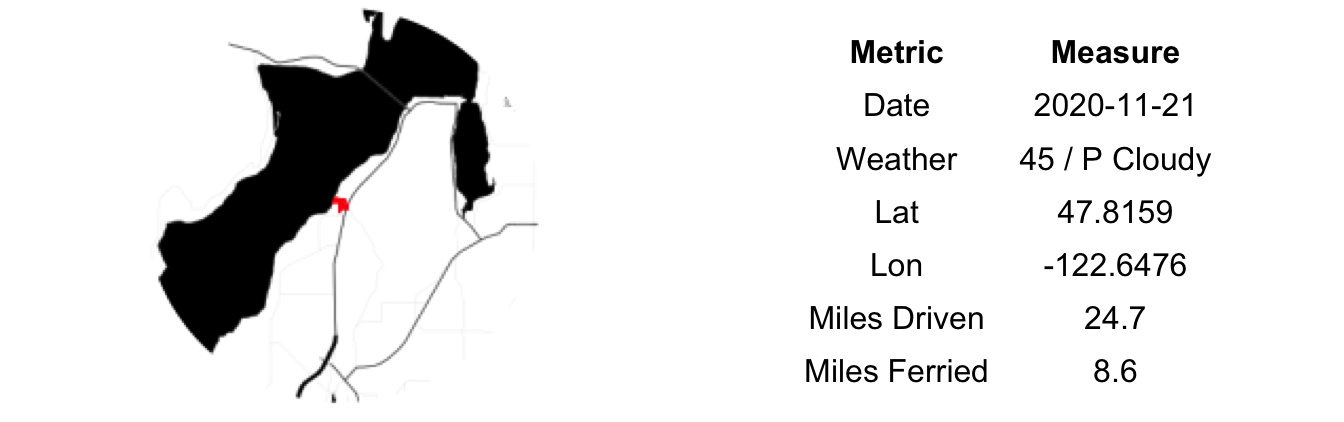 Metric Measure
Date 2020-11-21
Weather 45 / P Cloudy
Lat 47.8159
Lon -122.6476
Miles Driven 24.7
Miles Ferried 8.6